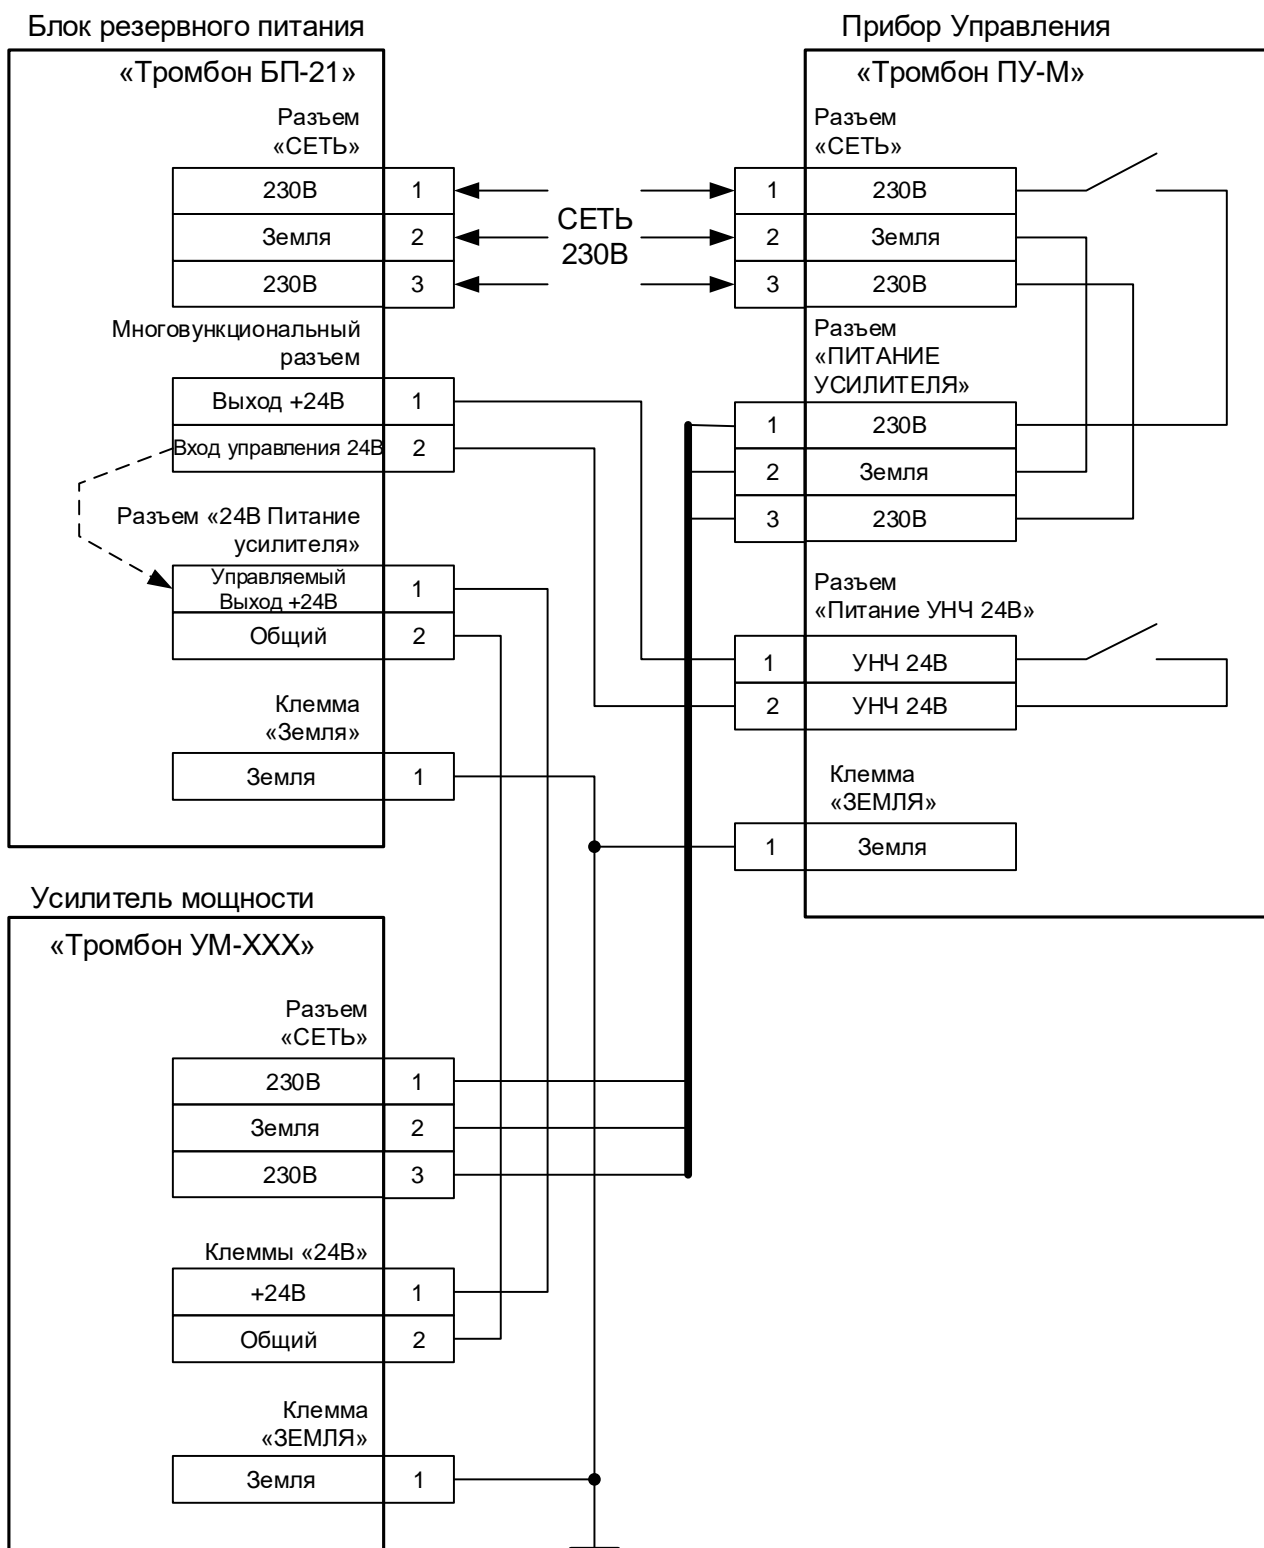 Блок резервного питания
«Тромбон БП-21»
Разъем
«СЕТЬ»
230В 1
Земля 2
230В 3
Многовункциональный
разъем
Выход +24В 1
Вход управления 24В 2
Разъем «24В Питание
усилителя»
Управляемый
Выход +24В 1
Общий 2
Клемма
«Земля»
Земля 1
СЕТЬ
230В
Прибор Управления
«Тромбон ПУ-М»
Разъем
«СЕТЬ»
1 230В
2 Земля
3 230В
Разъем
«ПИТАНИЕ
УСИЛИТЕЛЯ»
1 230В
2 Земля
3 230В
Разъем
«Питание УНЧ 24В»
1 УНЧ 24В
2 УНЧ 24В
Клемма
«ЗЕМЛЯ»
1 Земля
Усилитель мощности
«Тромбон УМ-ХХХ»
Разъем
«СЕТЬ»
230В 1
Земля 2
230В 3
Клеммы «24В»
+24В 1
Общий 2
Клемма
«ЗЕМЛЯ»
Земля 1